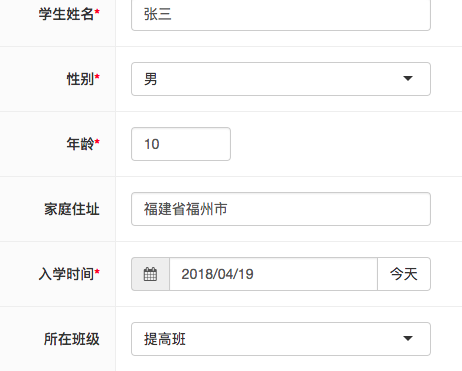 学生姓名* 张三
性别* 男
年龄* 10
家庭住址 福建省福州市
入学时间* 2018/04/19 今天
所在班级 提高班